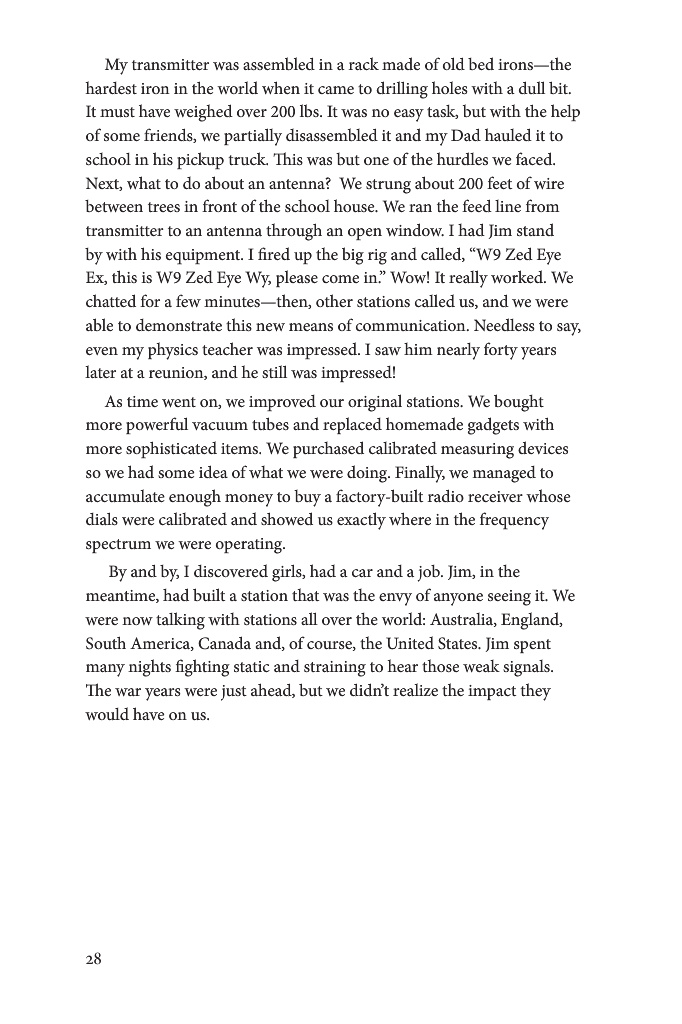 My transmitter was assembled in a rack made of old bed irons—the
hardest iron in the world when it came to drilling holes with a dull bit.
It must have weighed over 200 lbs. It was no easy task, but with the help
of some friends, we partially disassembled it and my Dad hauled it to
school in his pickup truck. This was but one of the hurdles we faced.
Next, what to do about an antenna?  We strung about 200 feet of wire
between trees in front of the school house. We ran the feed line from
transmitter to an antenna through an open window. I had Jim stand
by with his equipment. I fired up the big rig and called, “W9 Zed Eye
Ex, this is W9 Zed Eye Wy, please come in.” Wow! It really worked. We
chatted for a few minutes—then, other stations called us, and we were
able to demonstrate this new means of communication. Needless to say,
even my physics teacher was impressed. I saw him nearly forty years
later at a reunion, and he still was impressed!
As time went on, we improved our original stations. We bought
more powerful vacuum tubes and replaced homemade gadgets with
more sophisticated items. We purchased calibrated measuring devices
so we had some idea of what we were doing. Finally, we managed to
accumulate enough money to buy a factory-built radio receiver whose
dials were calibrated and showed us exactly where in the frequency
spectrum we were operating.
By and by, I discovered girls, had a car and a job. Jim, in the
meantime, had built a station that was the envy of anyone seeing it. We
were now talking with stations all over the world: Australia, England,
South America, Canada and, of course, the United States. Jim spent
many nights fighting static and straining to hear those weak signals.
The war years were just ahead, but we didn’t realize the impact they
would have on us.
28